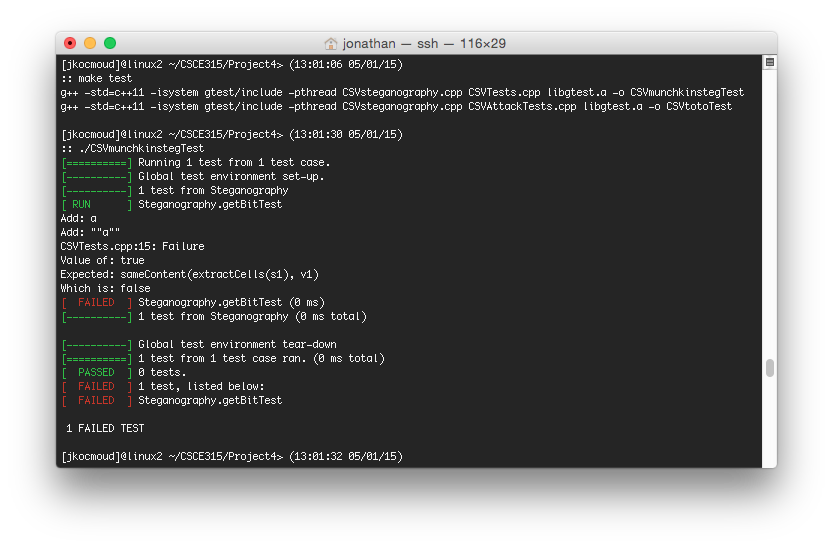 jonathan — ssh — 116×29
[jkocmoud]@linux2 ~/CSCE315/Project4> (13:01:06 05/01/15)
:: make test
g++ -std=c++11 -isystem gtest/include -pthread CSVsteganography.cpp CSVTests.cpp libgtest.a -o CSVmunchkinstegTest
g++ -std=c++11 -isystem gtest/include -pthread CSVsteganography.cpp CSVAttackTests.cpp libgtest.a -o CSVtotoTest
[jkocmoud]@linux2 ~/CSCE315/Project4> (13:01:30 05/01/15)
:: ./CSVmunchkinstegTest
[==========] Running 1 test from 1 test case.
[----------] Global test environment set-up.
[----------] 1 test from Steganography
[ RUN      ] Steganography.getBitTest
Add: a
Add: ""a""
CSVTests.cpp:15: Failure
Value of: true
Expected: sameContent(extractCells(s1), v1)
Which is: false
[  FAILED  ] Steganography.getBitTest (0 ms)
[----------] 1 test from Steganography (0 ms total)
[----------] Global test environment tear-down
[==========] 1 test from 1 test case ran. (0 ms total)
[  PASSED  ] 0 tests.
[  FAILED  ] 1 test, listed below:
[  FAILED  ] Steganography.getBitTest
1 FAILED TEST
[jkocmoud]@linux2 ~/CSCE315/Project4> (13:01:32 05/01/15)